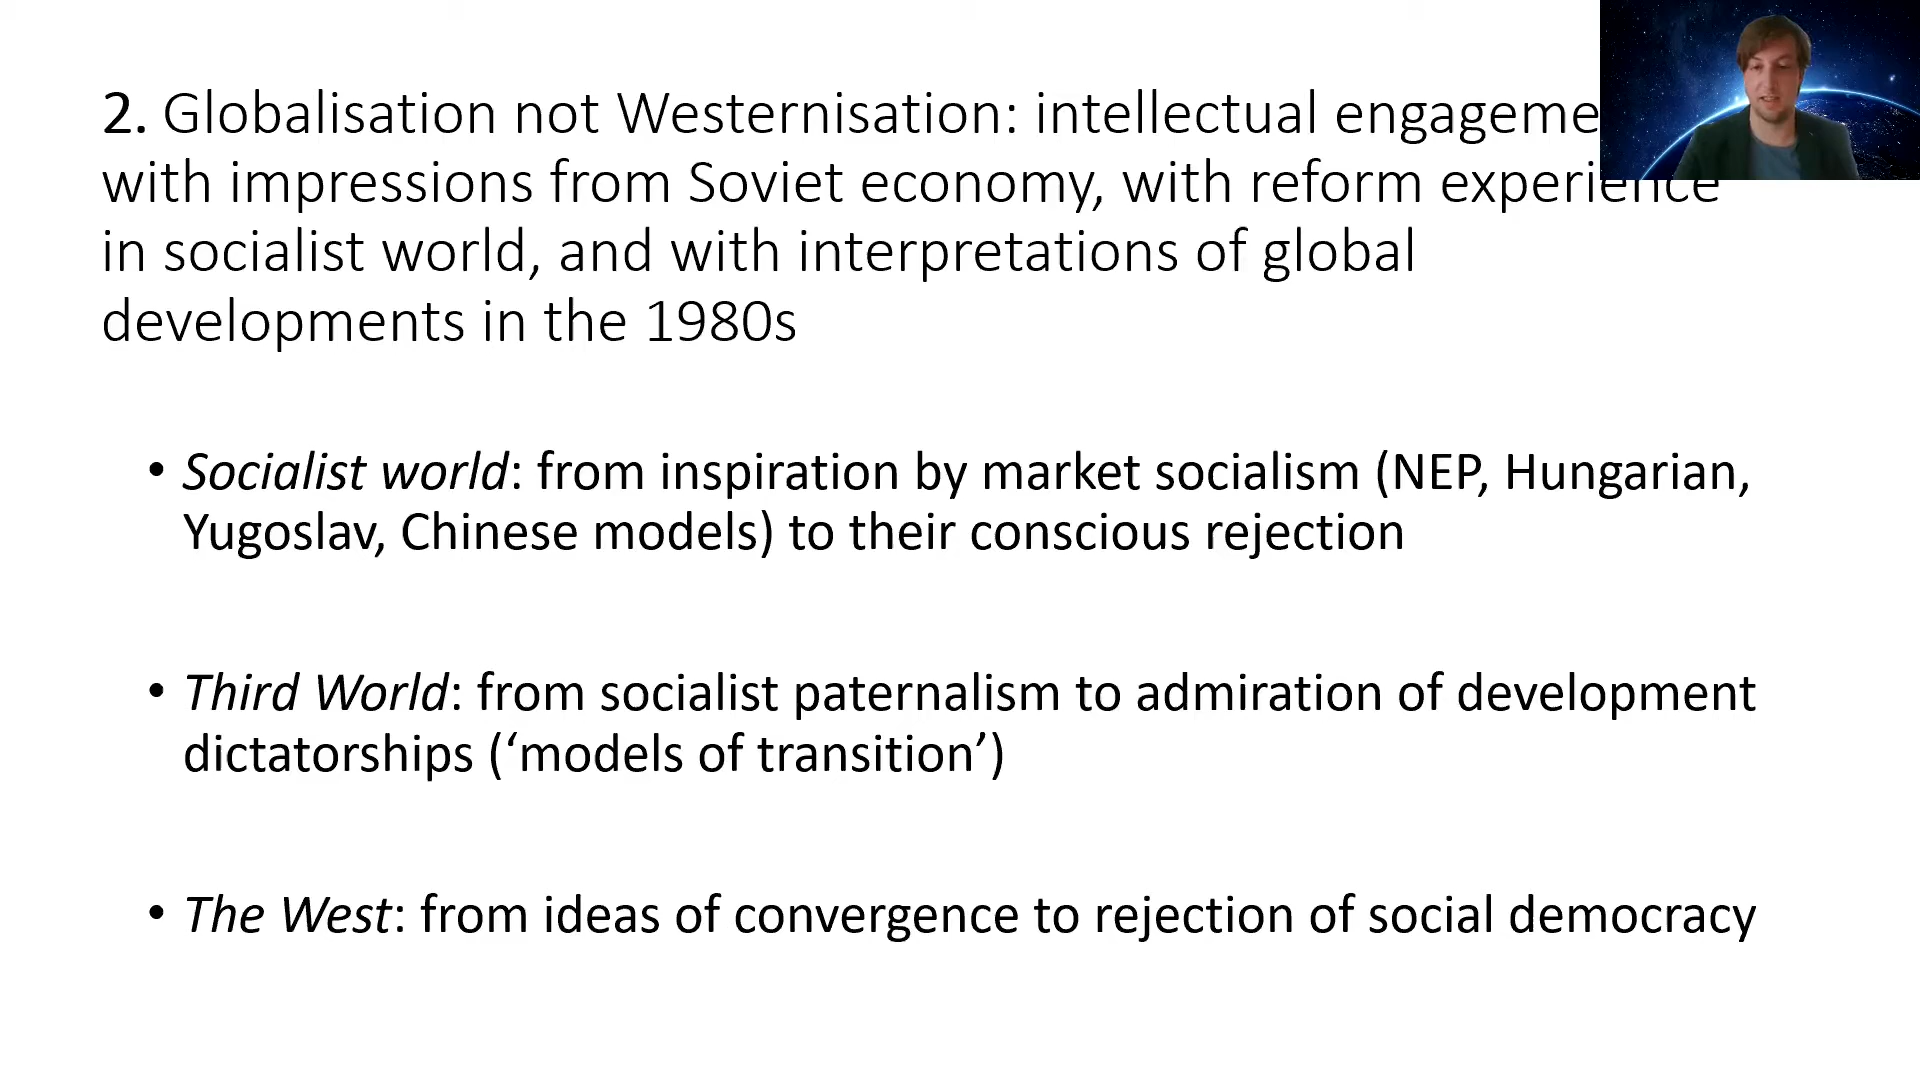 2. Globalisation not Westernisation: intellectual
with impressions from Soviet economy, with reform experience
in socialist world, and with interpretations of global
developments in the 1980s
• Socialist world: from inspiration by market socialism (NEP, Hungarian,
Yugoslav, Chinese models) to their conscious rejection
• Third World: from socialist paternalism to admiration of development
dictatorships (‘models of transition’)
• The West: from ideas of convergence to rejection of social democracy